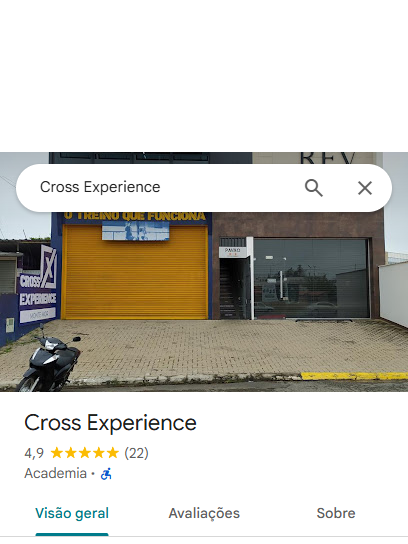 REV
Cross Experience
O TREINO QUE FUNCIONA
CROSS
EXPERIENCE
Cross Experience
4,9 (22)
Academia ·
Visão geral
Avaliações
Sobre